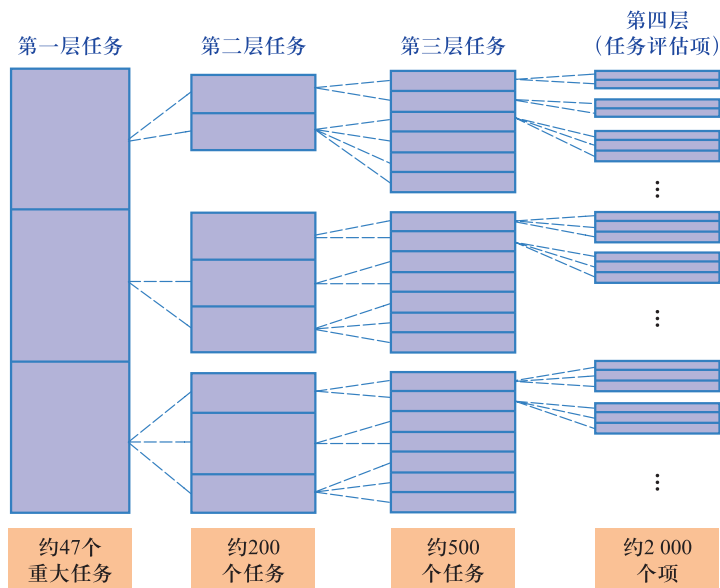 第一层任务
第二层任务
第三层任务
第四层
(任务评估项)
约47个
重大任务
约200
个任务
约500
个任务
约2 000
个项